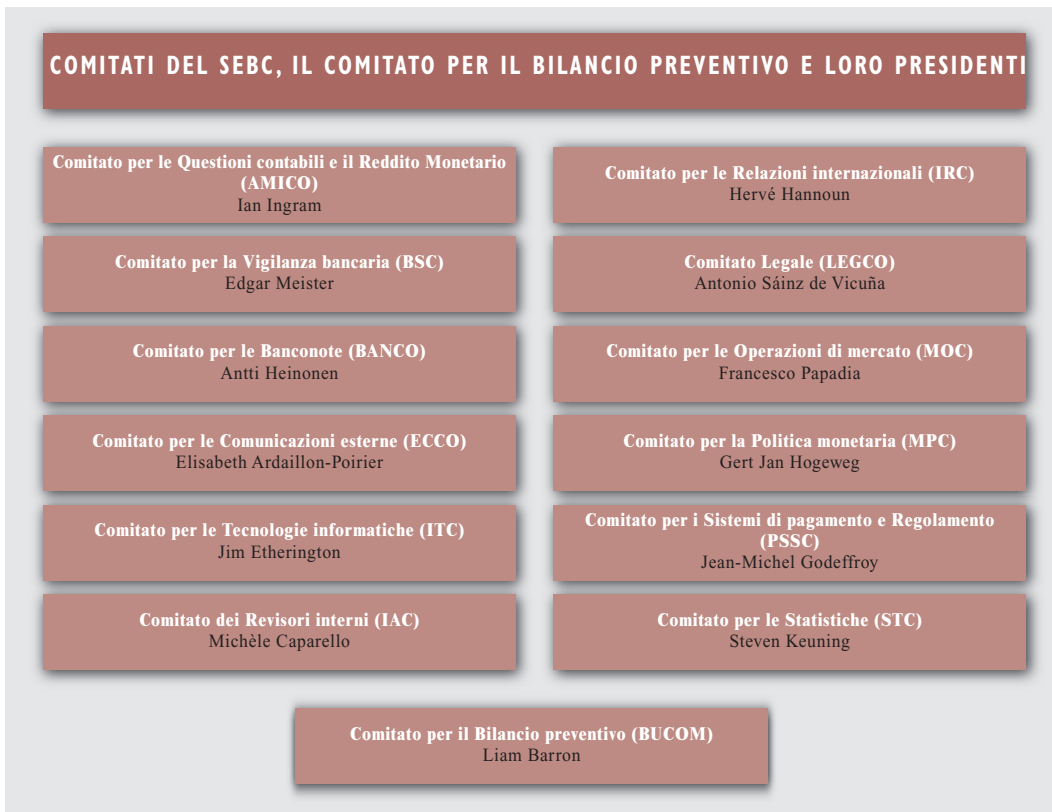 COMITATI DEL SEBC, IL COMITATO PER IL BILANCIO PREVENTIVO E LORO PRESIDENTI
Comitato per le Questioni contabili e il Reddito Monetario
(AMICO)
Ian Ingram
Comitato per la Vigilanza bancaria (BSC)
Edgar Meister
Comitato per le Banconote (BANCO)
Antti Heinonen
Comitato per le Comunicazioni esterne (ECCO)
Elisabeth Ardaillon-Poirier
Comitato per le Tecnologie informatiche (ITC)
Jim Etherington
Comitato dei Revisori interni (IAC)
Michèle Caparello
Comitato per le Relazioni internazionali (IRC)
Hervé Hannoun
Comitato Legale (LEGCO)
Antonio Sáinz de Vicuña
Comitato per le Operazioni di mercato (MOC)
Francesco Papadia
Comitato per la Politica monetaria (MPC)
Gert Jan Hogeweg
Comitato per i Sistemi di pagamento e Regolamento
(PSSC)
Jean-Michel Godeffroy
Comitato per le Statistiche (STC)
Steven Keuning
Comitato per il Bilancio preventivo (BUCOM)
Liam Barron